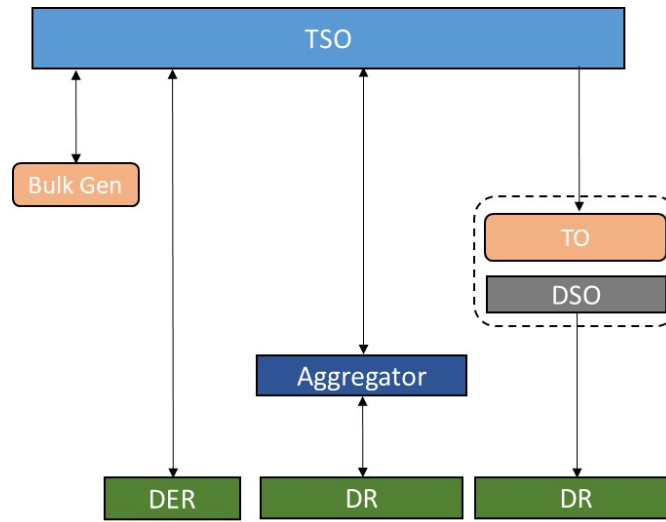 TSO
Bulk Gen
TO
DSO
Aggregator
DER
DR
DR